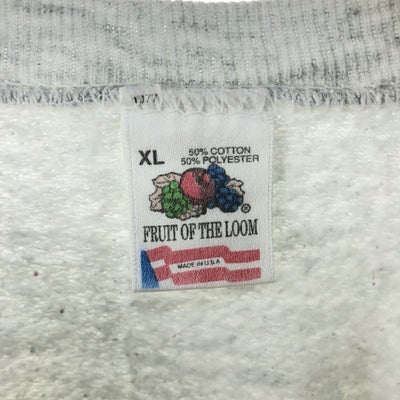 XL
50% COTTON
50% POLYESTER
®
FRUIT OF THE LOOM
MADE IN U.S.A